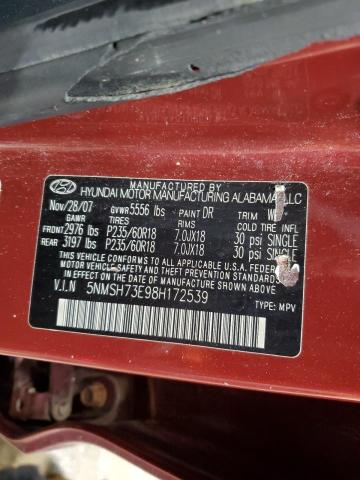 MANUFACTURED BY
HYUNDAI MOTOR MANUFACTURING ALABAMA, LLC
Nov/28/07 GVWR 5556 lbs PAINT DR TRIM
GAWR TIRES RIMS COLD TIRE INFL
FRONT 2976 lbs P235/60R18 7.0JX18 30 psi SINGLE
REAR 3197 lbs P235/60R18 7.0JX18 30 psi SINGLE
THIS VEHICLE CONFORMS TO ALL APPLICABLE U.S. FEDERAL MOTOR
VEHICLE SAFETY AND THEFT PREVENTION STANDARDS
IN EFFECT ON THE DATE OF MANUFACTURE SHOWN ABOVE.
V.I.N 5NMSH73E98H172539
TYPE: MPV